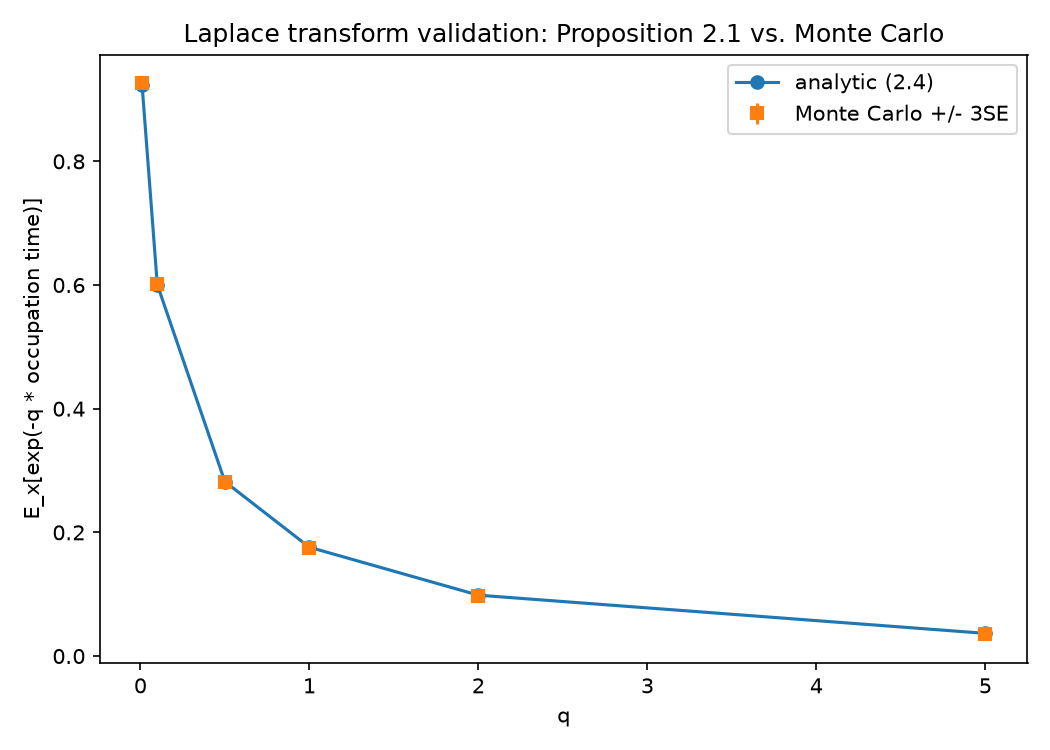 Laplace transform validation: Proposition 2.1 vs. Monte Carlo
analytic (2.4)
Monte Carlo +/- 3SE
E_x[exp(-q * occupation time)]
0.8
0.6
0.4
0.2
0.0
0
1
2
3
4
5
q